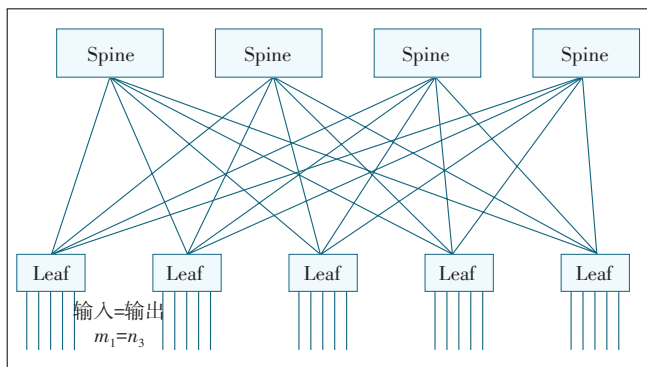 Spine Spine Spine Spine
Leaf Leaf Leaf Leaf Leaf
输入=输出
m₁=n₃